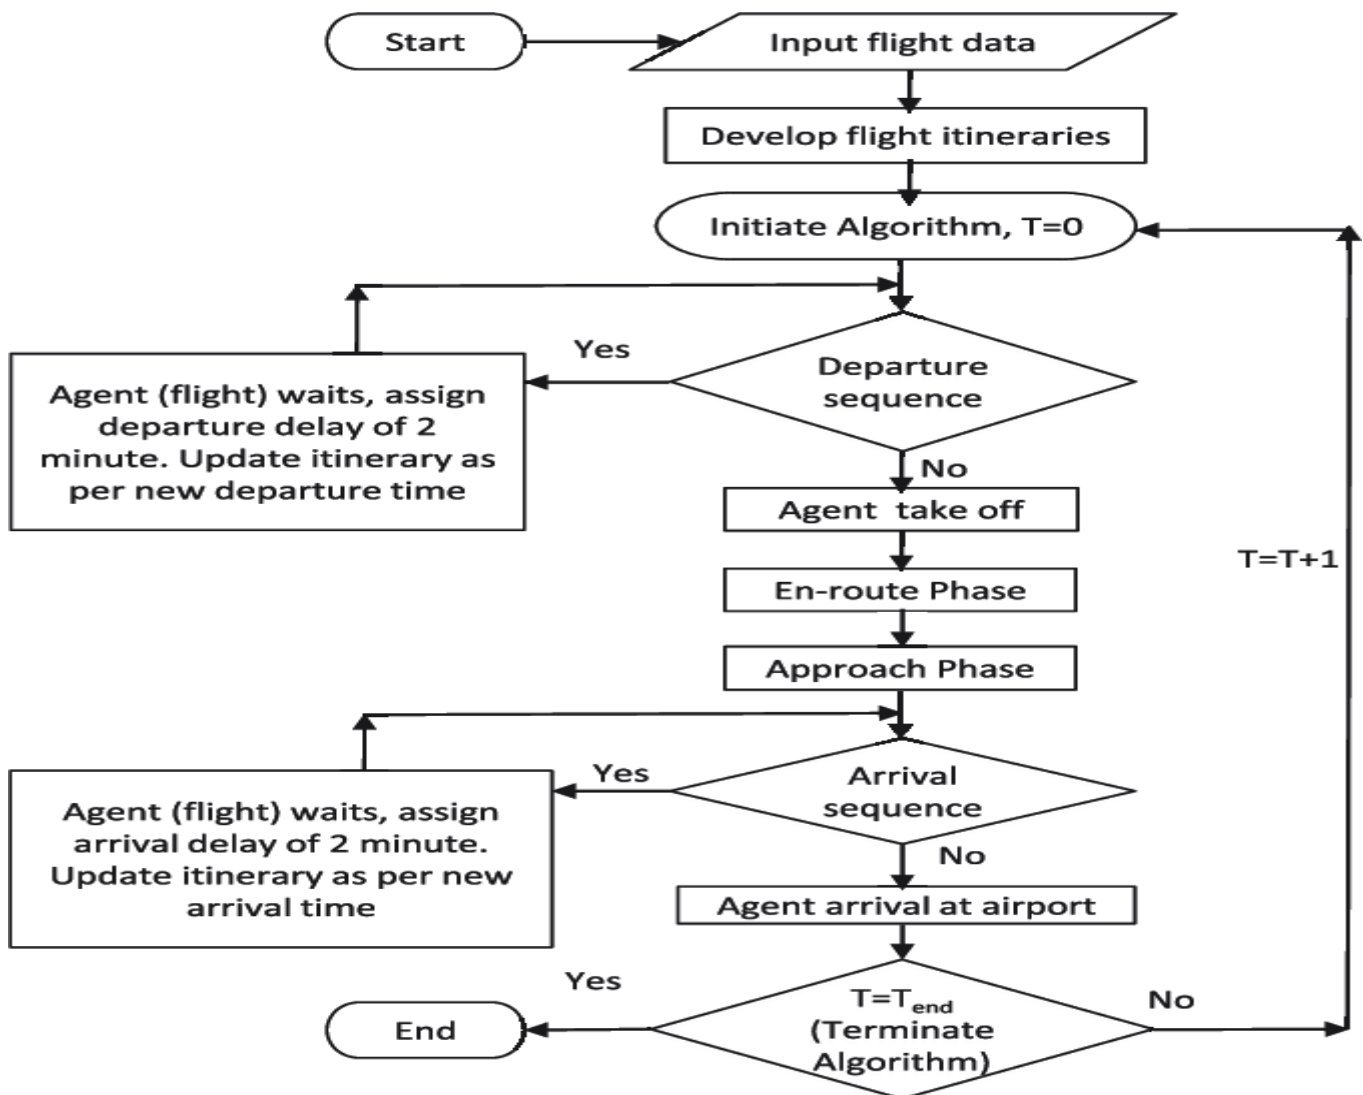 Start
Input flight data
Develop flight itineraries
Initiate Algorithm, T=0
Yes
Departure
sequence
Agent (flight) waits, assign
departure delay of 2
minute. Update itinerary as
per new departure time
No
Agent take off
T=T+1
En-route Phase
Approach Phase
Yes
Arrival
sequence
Agent (flight) waits, assign
arrival delay of 2 minute.
Update itinerary as per new
arrival time
No
Agent arrival at airport
Yes
T=Tend
(Terminate
Algorithm)
No
End